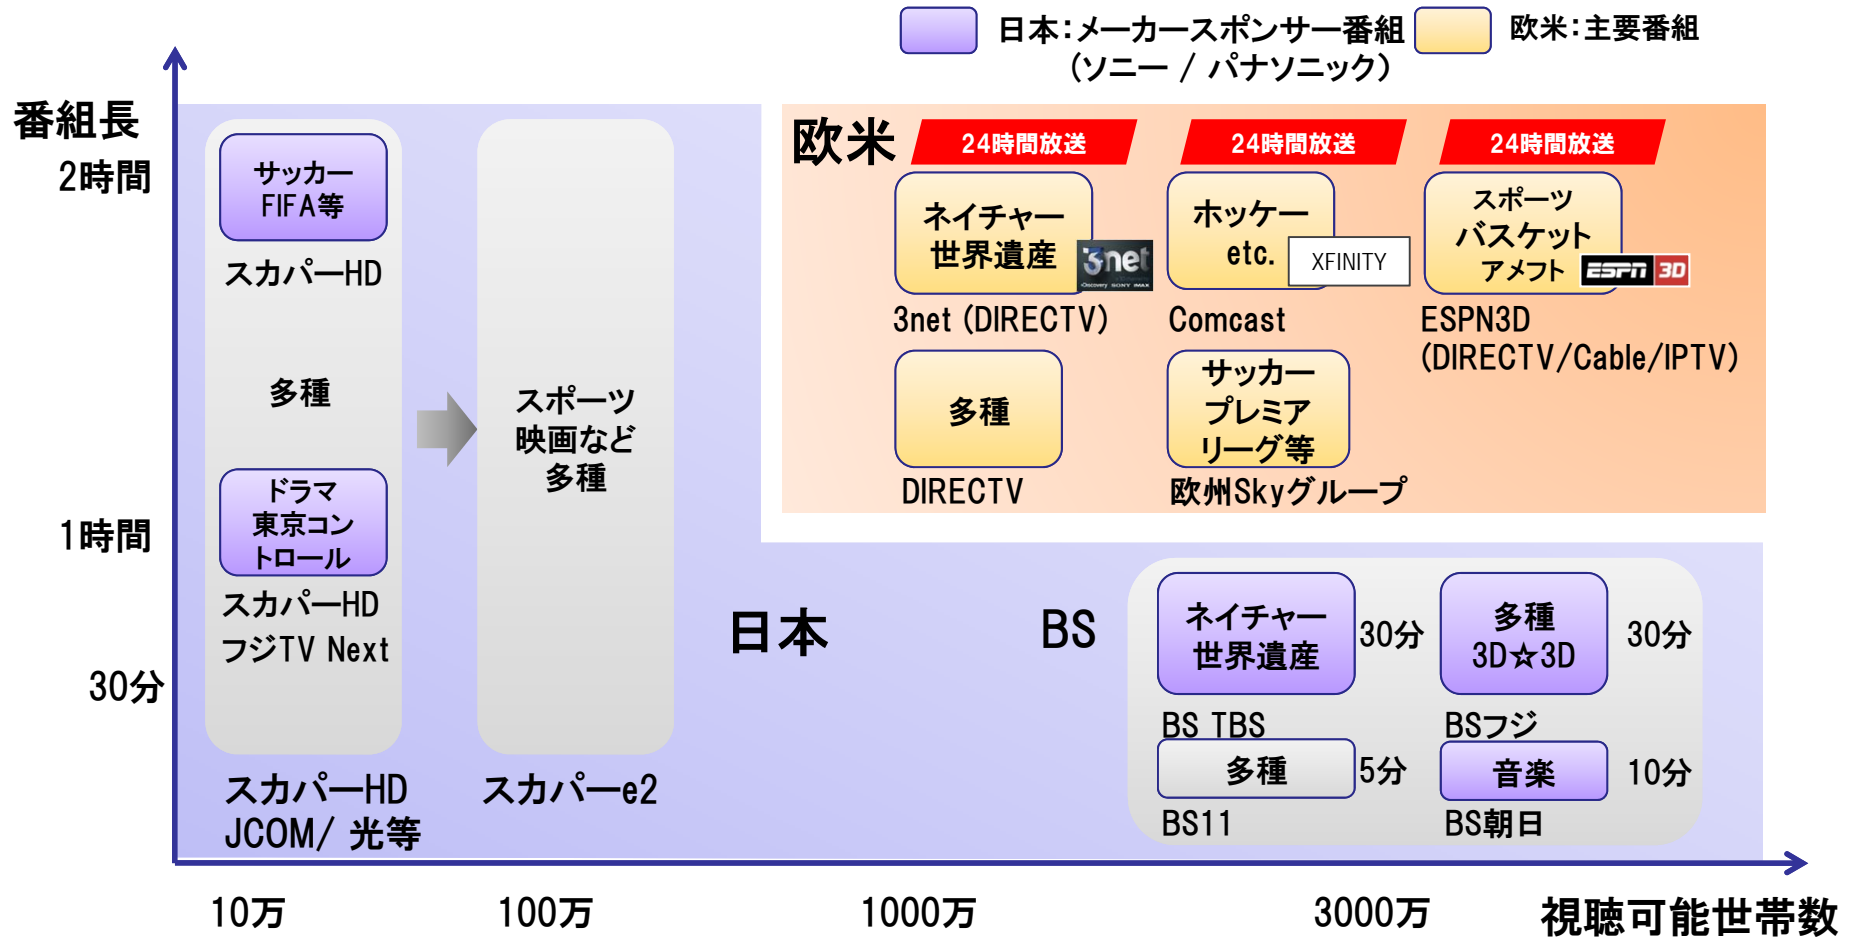 日本：メーカースポンサー番組
（ソニー / パナソニック）
欧米：主要番組
番組長
2時間
1時間
30分
サッカー
FIFA等
スカパーHD
多種
ドラマ
東京コン
トロール
スカパーHD
フジTV Next
スカパーHD
JCOM/ 光等
スポーツ
映画など
多種
スカパーe2
欧米
24時間放送
24時間放送
24時間放送
ネイチャー
世界遺産
3net
Discovery SONY IMAX
3net (DIRECTV)
ホッケー
etc.
XFINITY
Comcast
スポーツ
バスケット
アメフト
ESPN 3D
ESPN3D
(DIRECTV/Cable/IPTV)
多種
DIRECTV
サッカー
プレミア
リーグ等
欧州Skyグループ
日本
BS
ネイチャー
世界遺産
30分
BS TBS
多種
3D☆3D
30分
BSフジ
多種
5分
BS11
音楽
10分
BS朝日
10万
100万
1000万
3000万
視聴可能世帯数